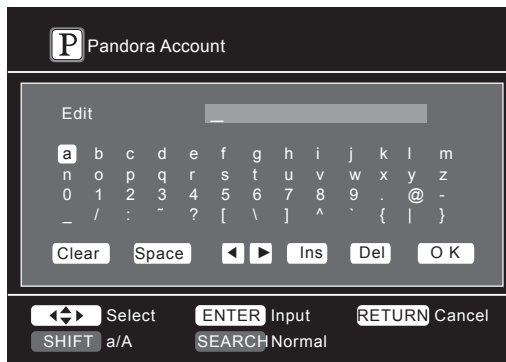 P Pandora Account
Edit _
a b c d e f g h i j k l m
n o p q r s t u v w x y z
0 1 2 3 4 5 6 7 8 9 . @ -
_ / : ~ ? [ \ ] ^ ` { | }
Clear Space ◀ ▶ Ins Del O K
Select ENTER Input RETURN Cancel
SHIFT a/A SEARCH Normal